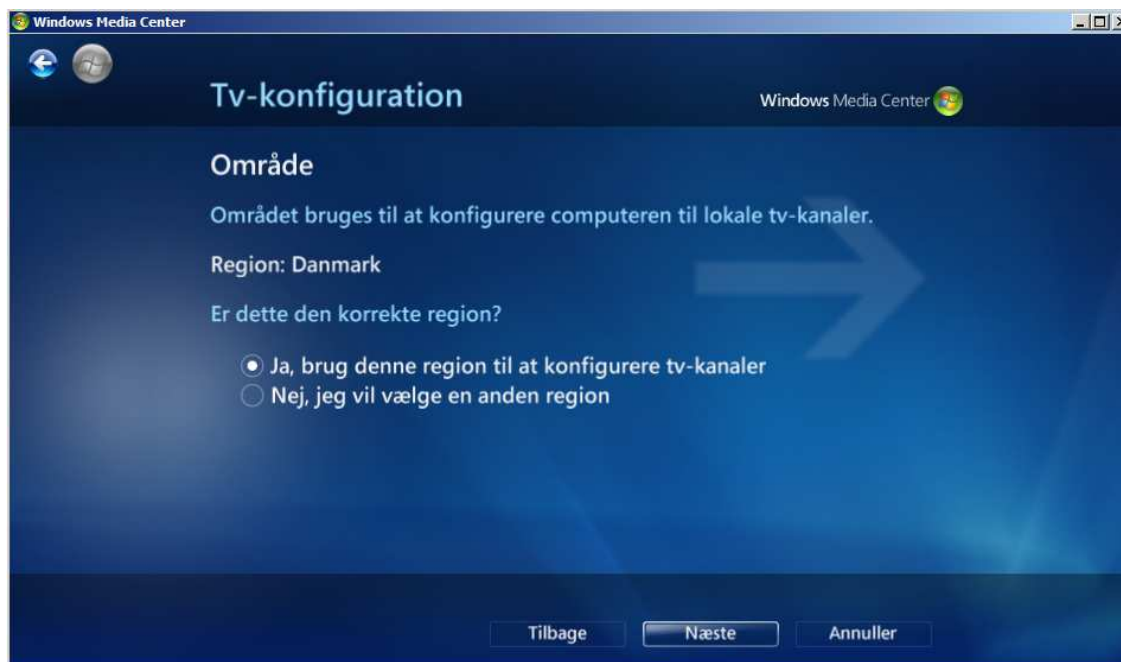 Windows Media Center
Tv-konfiguration
Windows Media Center
Område
Området bruges til at konfigurere computeren til lokale tv-kanaler.
Region: Danmark
Er dette den korrekte region?
Ja, brug denne region til at konfigurere tv-kanaler
Nej, jeg vil vælge en anden region
Tilbage
Næste
Annuller